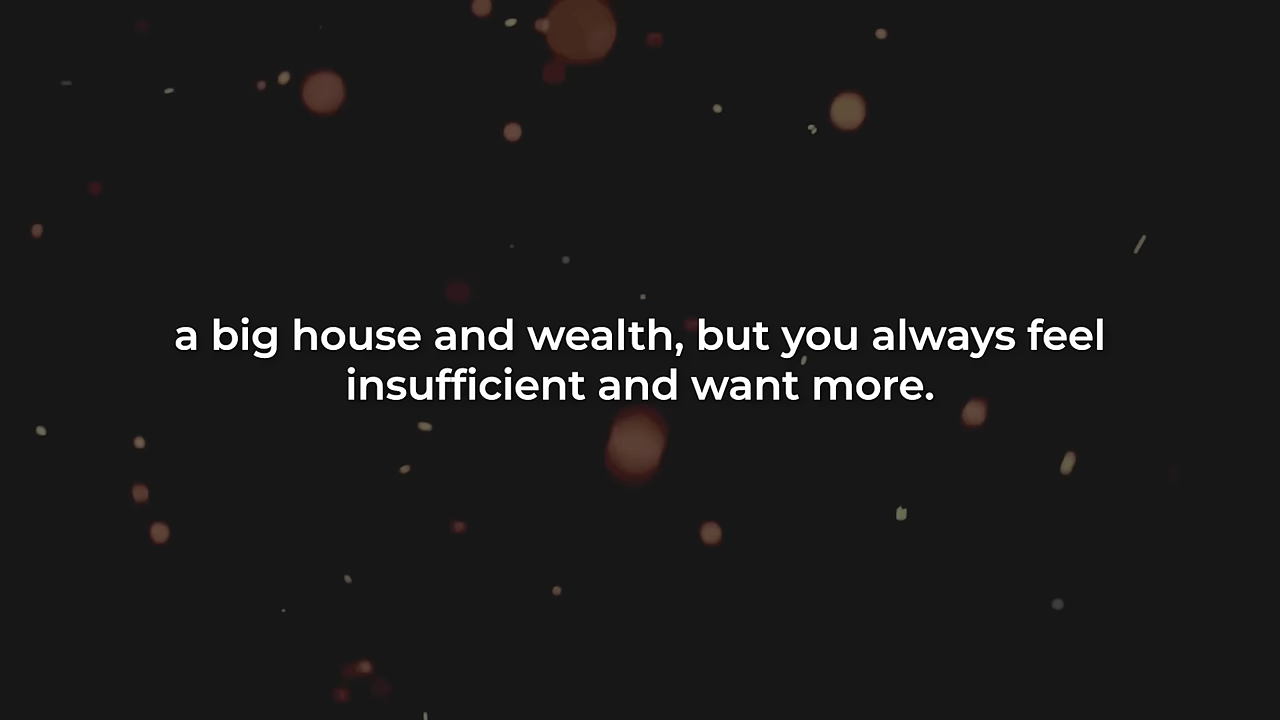 a big house and wealth, but you always feel
insufficient and want more.